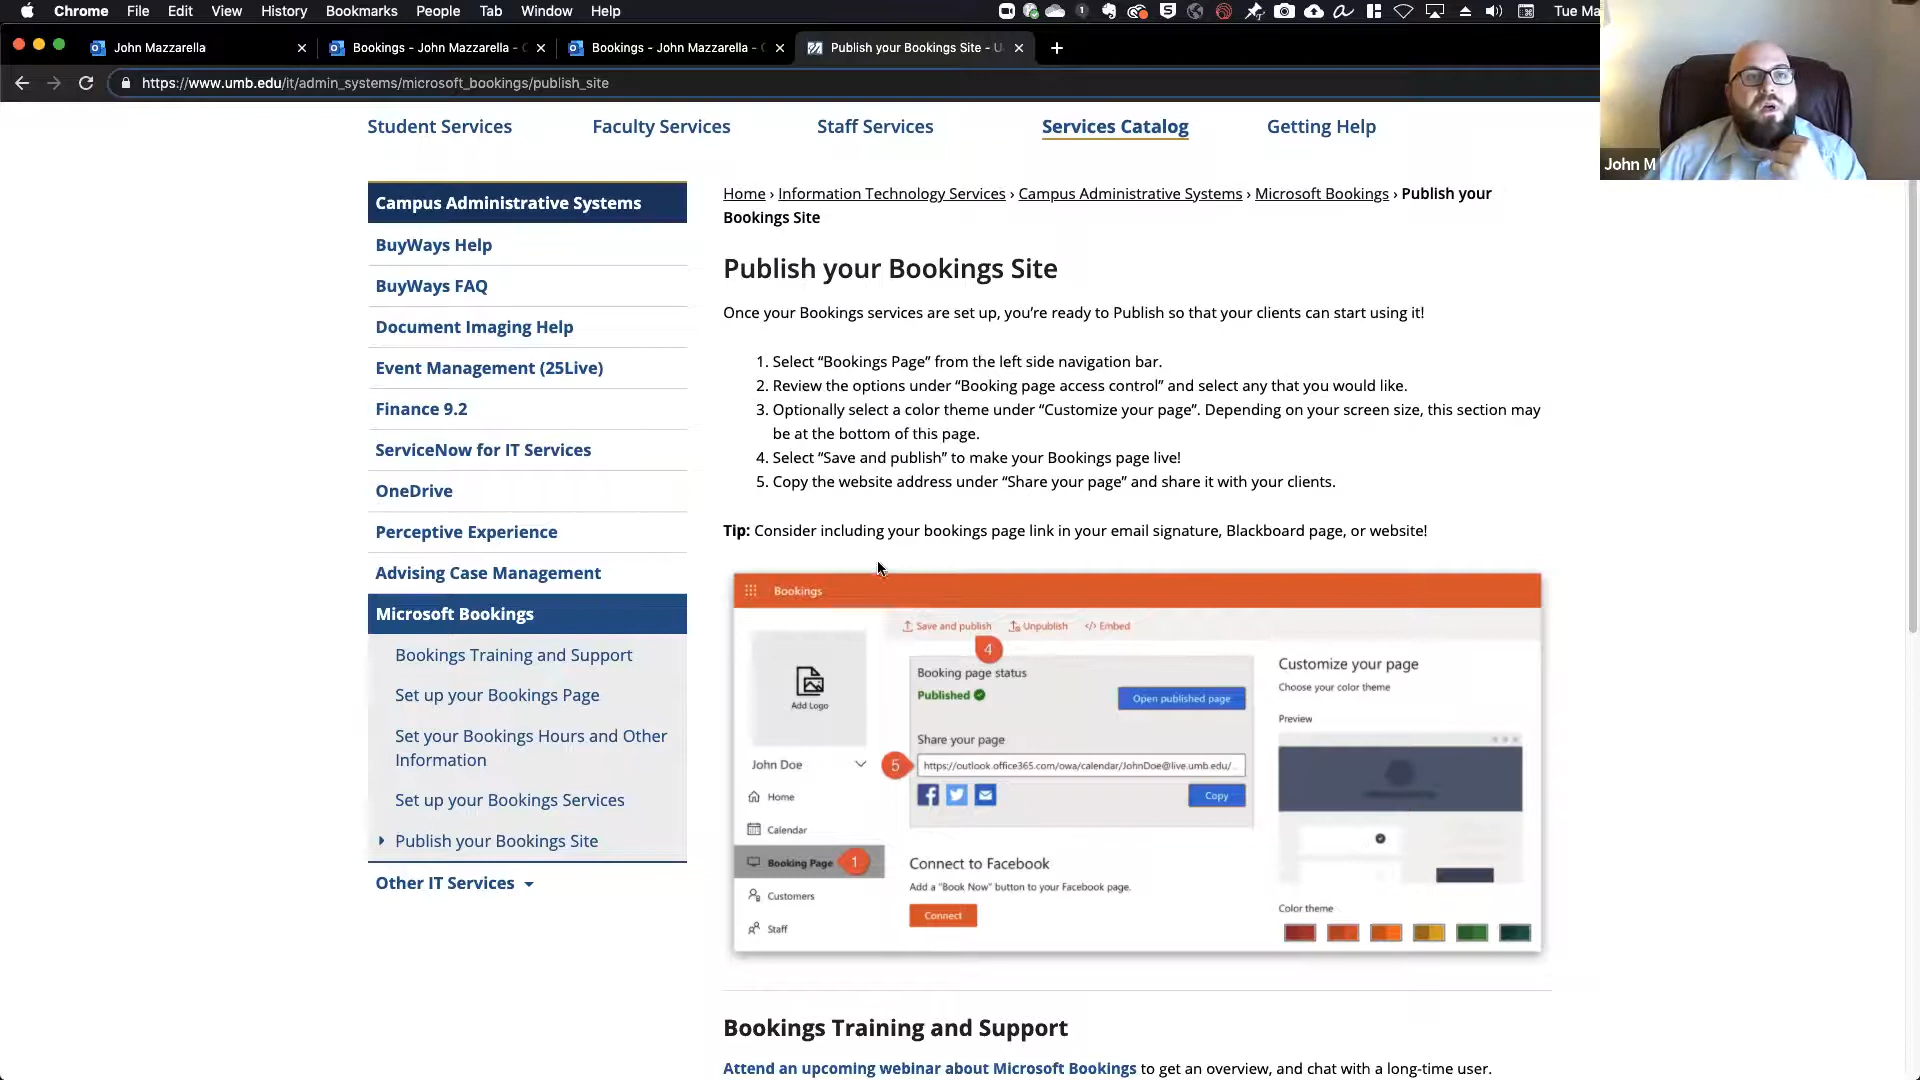 Chrome File Edit View History Bookmarks People Tab Window Help
Tue Ma
John Mazzarella
Bookings - John Mazzarella - 
Bookings - John Mazzarella - 
Publish your Bookings Site - U
https://www.umb.edu/it/admin_systems/microsoft_bookings/publish_site
John M
Student Services
Faculty Services
Staff Services
Services Catalog
Getting Help
Campus Administrative Systems
BuyWays Help
BuyWays FAQ
Document Imaging Help
Event Management (25Live)
Finance 9.2
ServiceNow for IT Services
OneDrive
Perceptive Experience
Advising Case Management
Microsoft Bookings
Bookings Training and Support
Set up your Bookings Page
Set your Bookings Hours and Other
Information
Set up your Bookings Services
Publish your Bookings Site
Other IT Services
Home › Information Technology Services › Campus Administrative Systems › Microsoft Bookings › Publish your
Bookings Site
Publish your Bookings Site
Once your Bookings services are set up, you’re ready to Publish so that your clients can start using it!
1. Select “Bookings Page” from the left side navigation bar.
2. Review the options under “Booking page access control” and select any that you would like.
3. Optionally select a color theme under “Customize your page”. Depending on your screen size, this section may
be at the bottom of this page.
4. Select “Save and publish” to make your Bookings page live!
5. Copy the website address under “Share your page” and share it with your clients.
Tip: Consider including your bookings page link in your email signature, Blackboard page, or website!
Bookings
Save and publish Unpublish </> Embed
4
Add Logo
John Doe
Home
Calendar
Booking Page 1
Customers
Staff
Booking page status
Published
Open published page
Share your page
5 https://outlook.office365.com/owa/calendar/JohnDoe@live.umb.edu/
Copy
Connect to Facebook
Add a "Book Now" button to your Facebook page.
Connect
Customize your page
Choose your color theme
Preview
Color theme
Bookings Training and Support
Attend an upcoming webinar about Microsoft Bookings to get an overview, and chat with a long-time user.